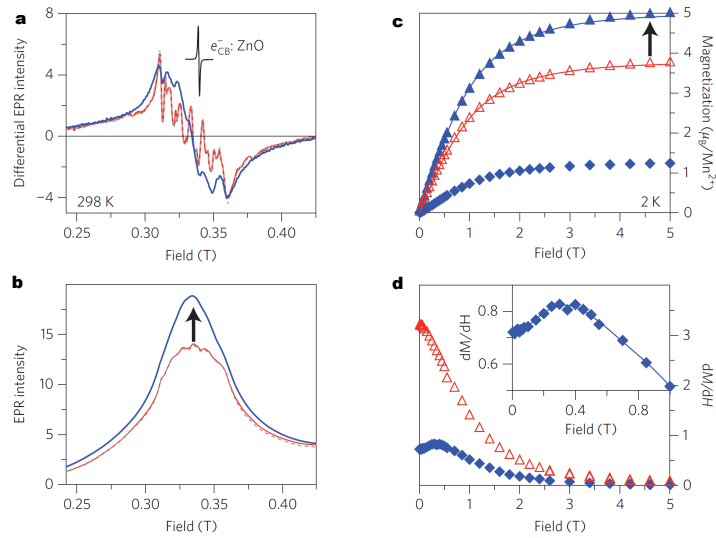 a
8
4
0
−4
Differential EPR intensity
e⁻CB: ZnO
298 K
0.25 0.30 0.35 0.40
Field (T)
b
15
10
5
0
EPR intensity
0.25 0.30 0.35 0.40
Field (T)
c
5
4
3
2
1
0
Magnetization (μB/Mn2+)
2 K
0 1 2 3 4 5
Field (T)
d
3
2
1
0
dM/dH
0.8
0.6
dM/dH
0 0.4 0.8
Field (T)
0 1 2 3 4 5
Field (T)